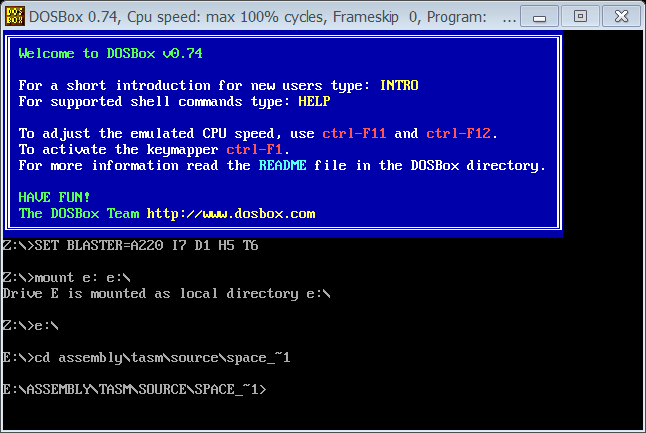 DOS
BOX
DOSBox 0.74, Cpu speed: max 100% cycles, Frameskip  0, Program:   ...
Welcome to DOSBox v0.74
For a short introduction for new users type: INTRO
For supported shell commands type: HELP
To adjust the emulated CPU speed, use ctrl-F11 and ctrl-F12.
To activate the keymapper ctrl-F1.
For more information read the README file in the DOSBox directory.
HAVE FUN!
The DOSBox Team http://www.dosbox.com
Z:\>SET BLASTER=A220 I7 D1 H5 T6
Z:\>mount e: e:\
Drive E is mounted as local directory e:\
Z:\>e:\
E:\>cd assembly\tasm\source\space_~1
E:\ASSEMBLY\TASM\SOURCE\SPACE_~1>